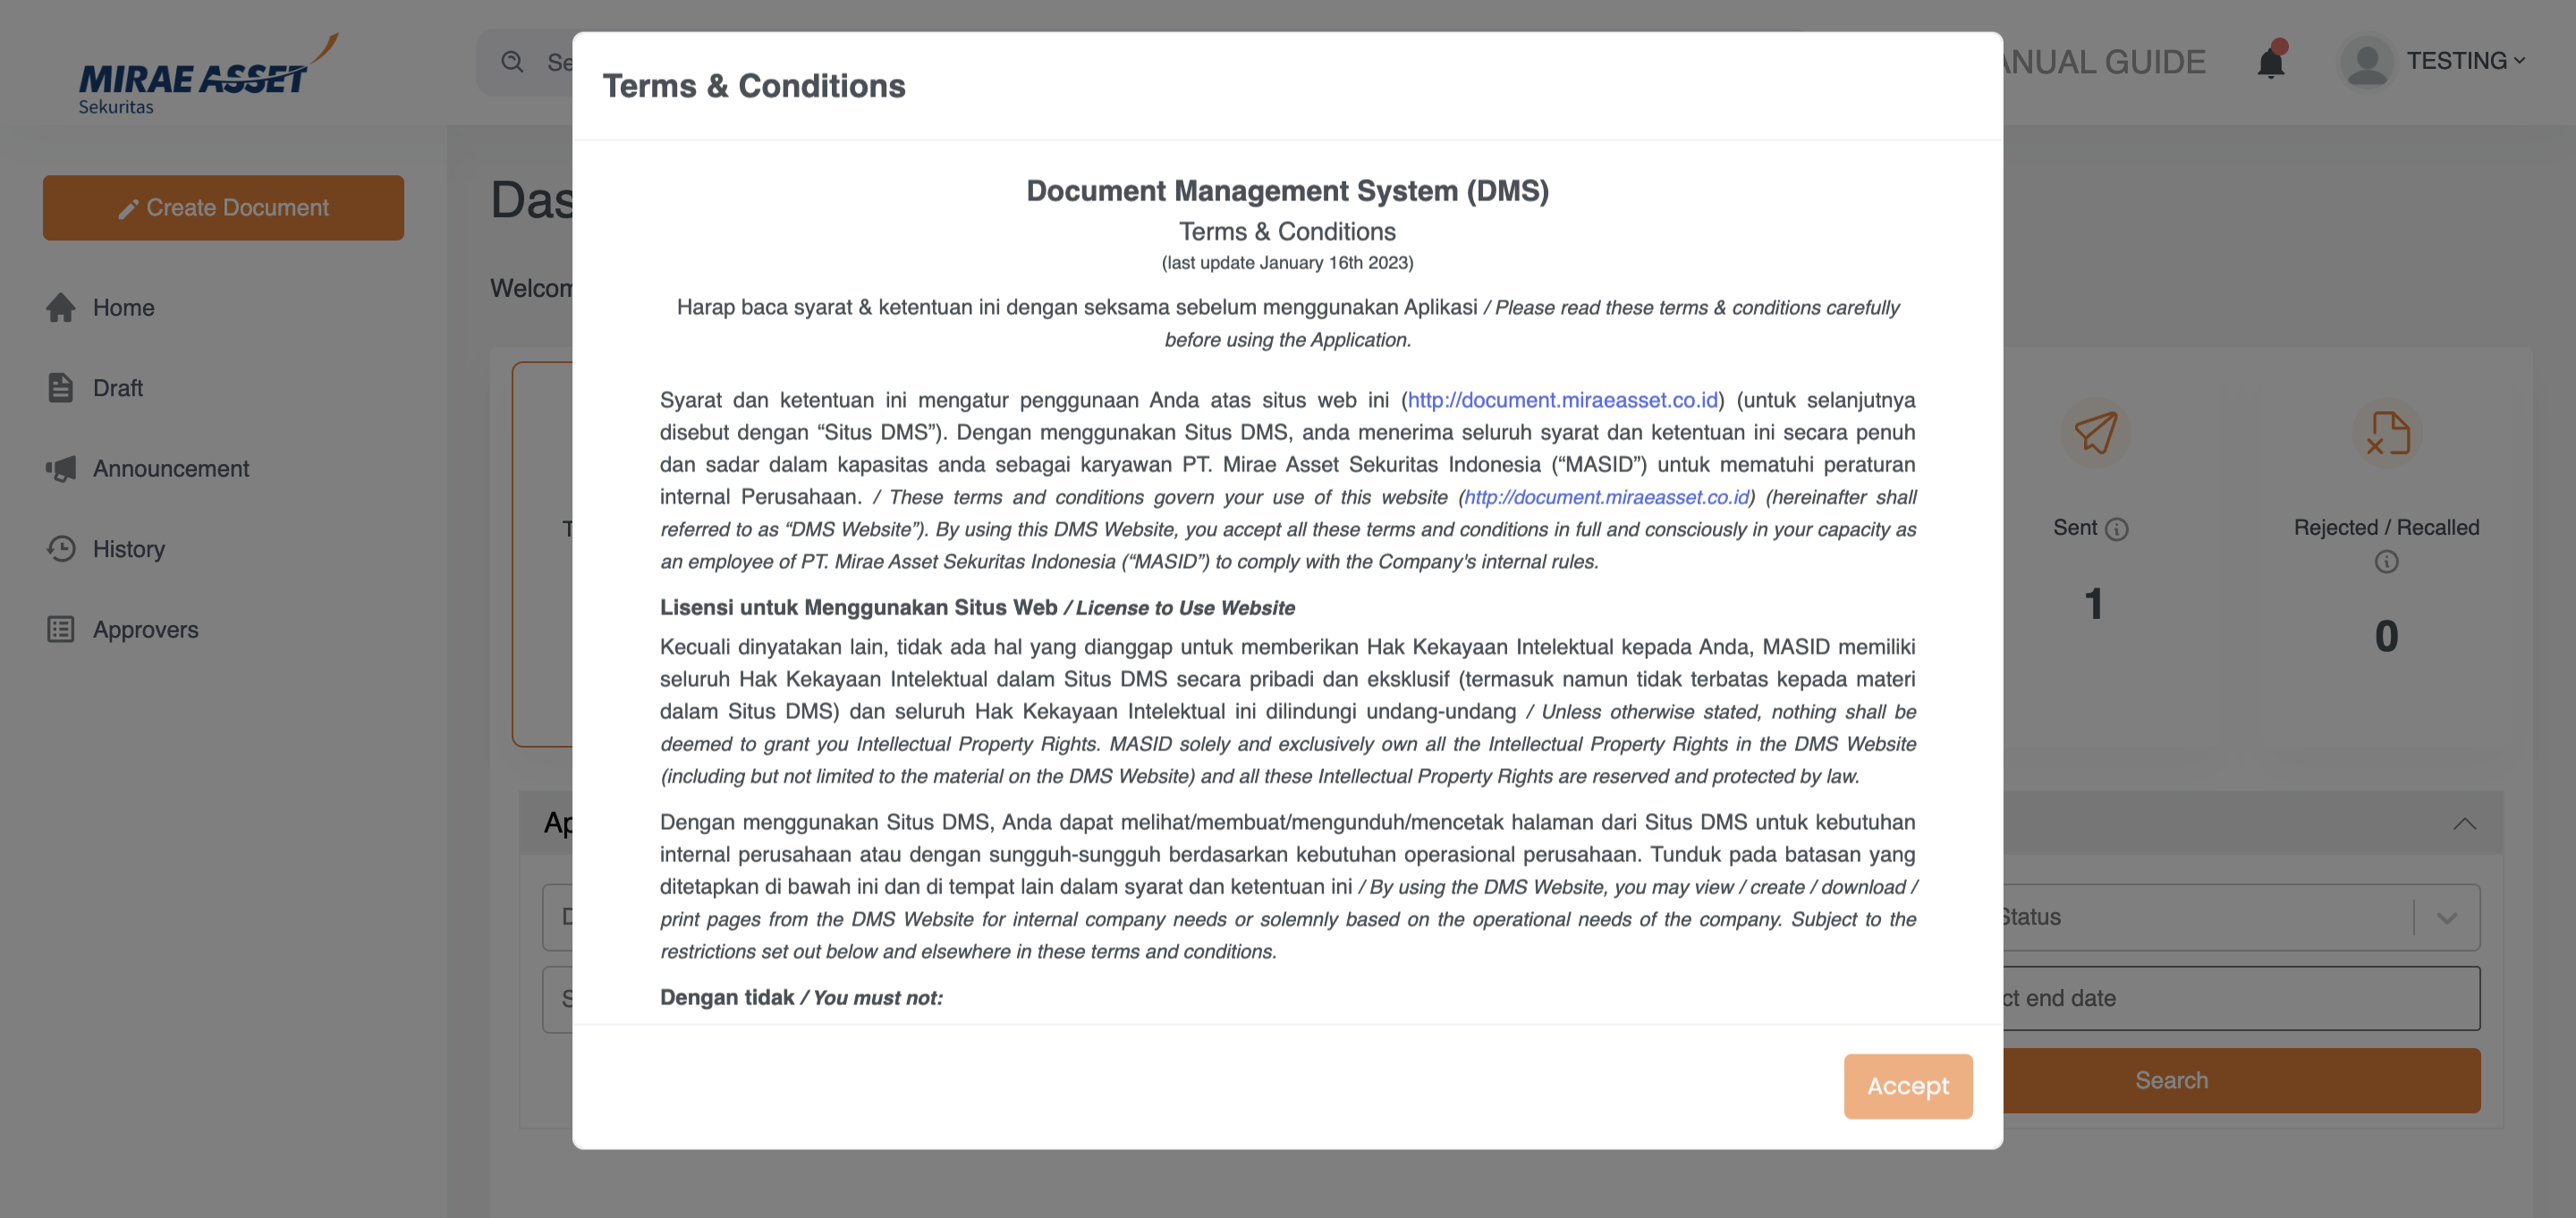 MIRAE ASSET
Sekuritas
MANUAL GUIDE
TESTING
Create Document
Home
Draft
Announcement
History
Approvers
Terms & Conditions
Document Management System (DMS)
Terms & Conditions
(last update January 16th 2023)
Harap baca syarat & ketentuan ini dengan seksama sebelum menggunakan Aplikasi / Please read these terms & conditions carefully
before using the Application.
Syarat dan ketentuan ini mengatur penggunaan Anda atas situs web ini (http://document.miraeasset.co.id) (untuk selanjutnya
disebut dengan “Situs DMS”). Dengan menggunakan Situs DMS, anda menerima seluruh syarat dan ketentuan ini secara penuh
dan sadar dalam kapasitas anda sebagai karyawan PT. Mirae Asset Sekuritas Indonesia (“MASID”) untuk mematuhi peraturan
internal Perusahaan. / These terms and conditions govern your use of this website (http://document.miraeasset.co.id) (hereinafter shall
referred to as “DMS Website”). By using this DMS Website, you accept all these terms and conditions in full and consciously in your capacity as
an employee of PT. Mirae Asset Sekuritas Indonesia (“MASID”) to comply with the Company's internal rules.
Lisensi untuk Menggunakan Situs Web / License to Use Website
Kecuali dinyatakan lain, tidak ada hal yang dianggap untuk memberikan Hak Kekayaan Intelektual kepada Anda, MASID memiliki
seluruh Hak Kekayaan Intelektual dalam Situs DMS secara pribadi dan eksklusif (termasuk namun tidak terbatas kepada materi
dalam Situs DMS) dan seluruh Hak Kekayaan Intelektual ini dilindungi undang-undang / Unless otherwise stated, nothing shall be
deemed to grant you Intellectual Property Rights. MASID solely and exclusively own all the Intellectual Property Rights in the DMS Website
(including but not limited to the material on the DMS Website) and all these Intellectual Property Rights are reserved and protected by law.
Dengan menggunakan Situs DMS, Anda dapat melihat/membuat/mengunduh/mencetak halaman dari Situs DMS untuk kebutuhan
internal perusahaan atau dengan sungguh-sungguh berdasarkan kebutuhan operasional perusahaan. Tunduk pada batasan yang
ditetapkan di bawah ini dan di tempat lain dalam syarat dan ketentuan ini / By using the DMS Website, you may view / create / download /
print pages from the DMS Website for internal company needs or solemnly based on the operational needs of the company. Subject to the
restrictions set out below and elsewhere in these terms and conditions.
Dengan tidak / You must not:
Accept
Sent
1
Rejected / Recalled
0
Status
end date
Search